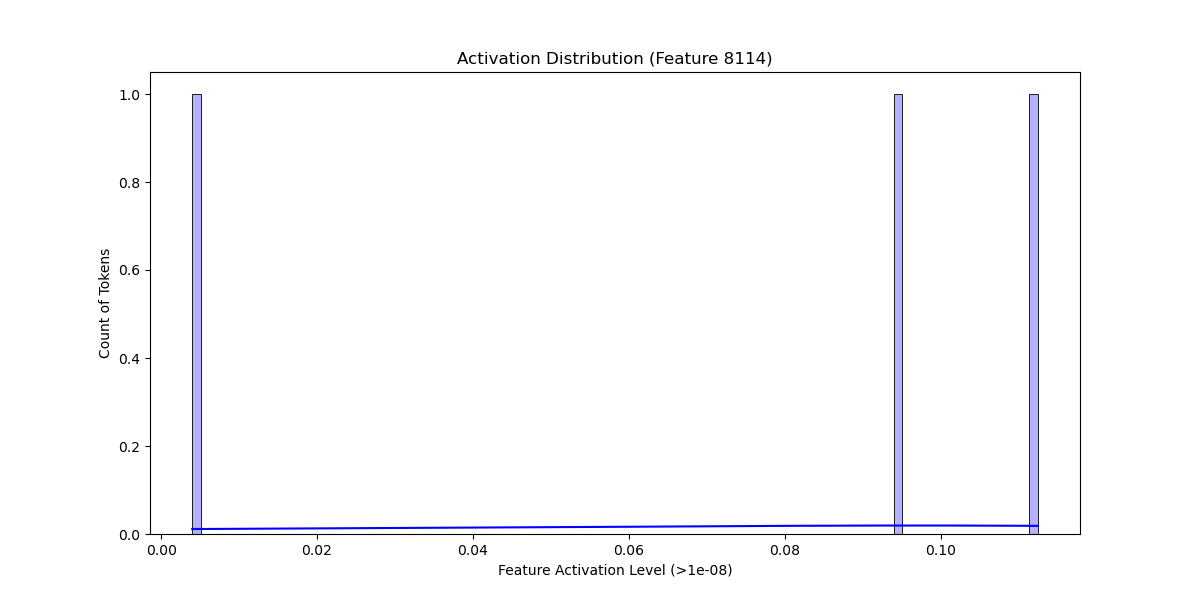 Activation Distribution (Feature 8114)
1.0
0.8
0.6
0.4
0.2
0.0
Count of Tokens
0.00 0.02 0.04 0.06 0.08 0.10
Feature Activation Level (>1e-08)